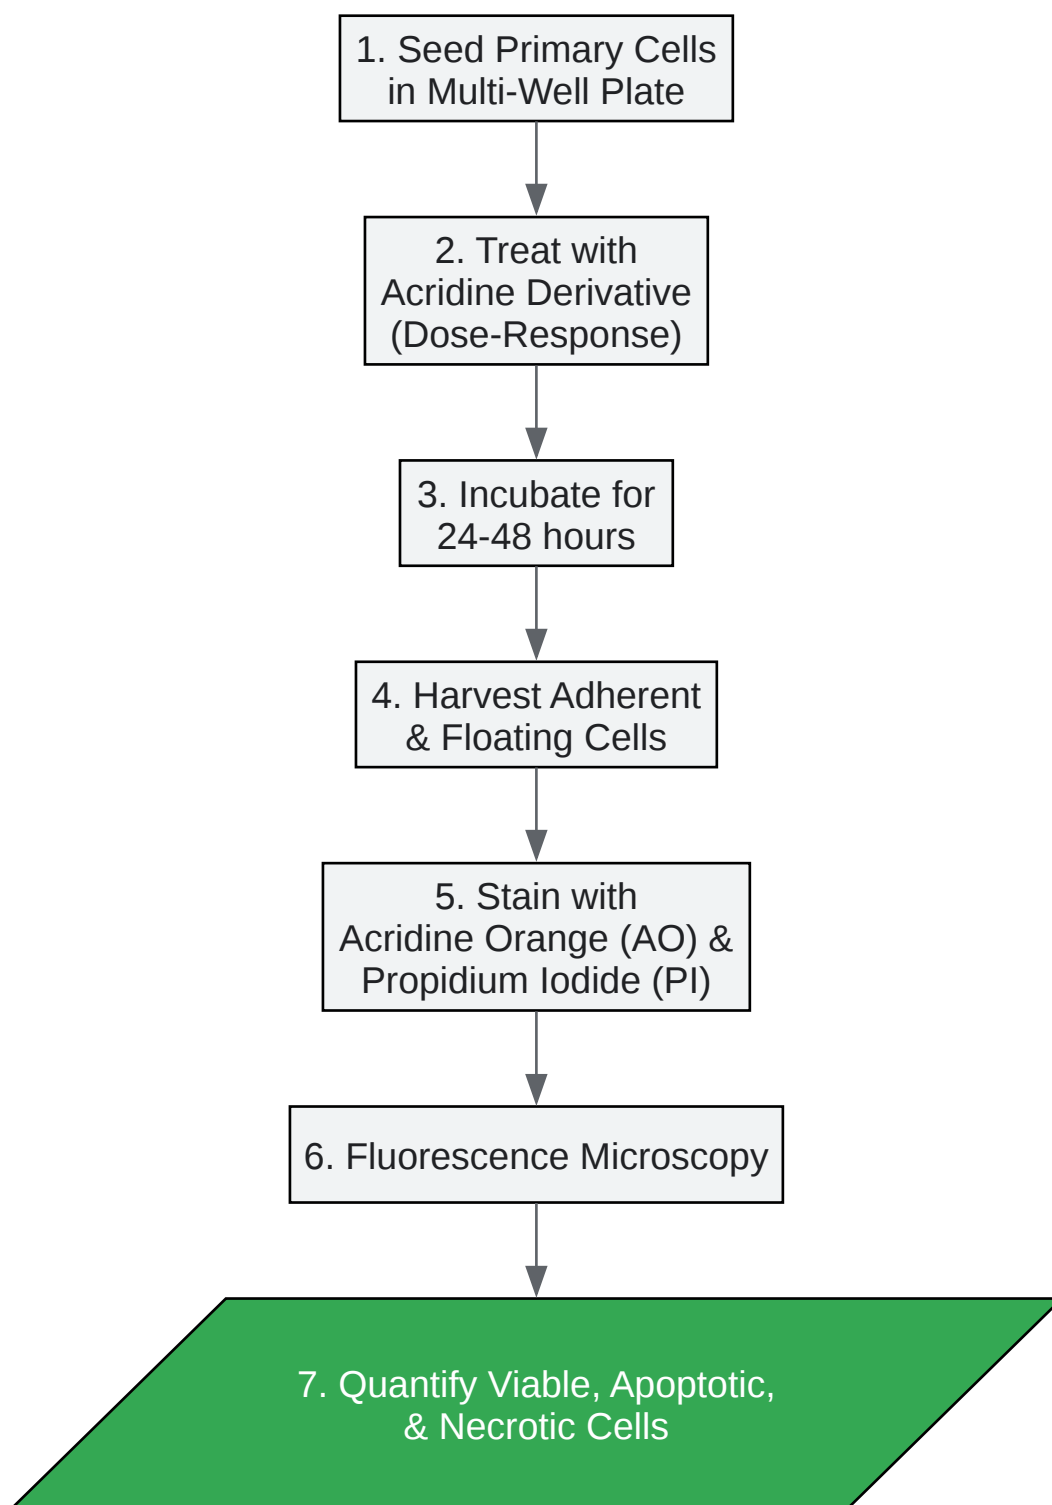 1. Seed Primary Cells
in Multi-Well Plate
2. Treat with
Acridine Derivative
(Dose-Response)
3. Incubate for
24-48 hours
4. Harvest Adherent
& Floating Cells
5. Stain with
Acridine Orange (AO) &
Propidium Iodide (PI)
6. Fluorescence Microscopy
7. Quantify Viable, Apoptotic,
& Necrotic Cells